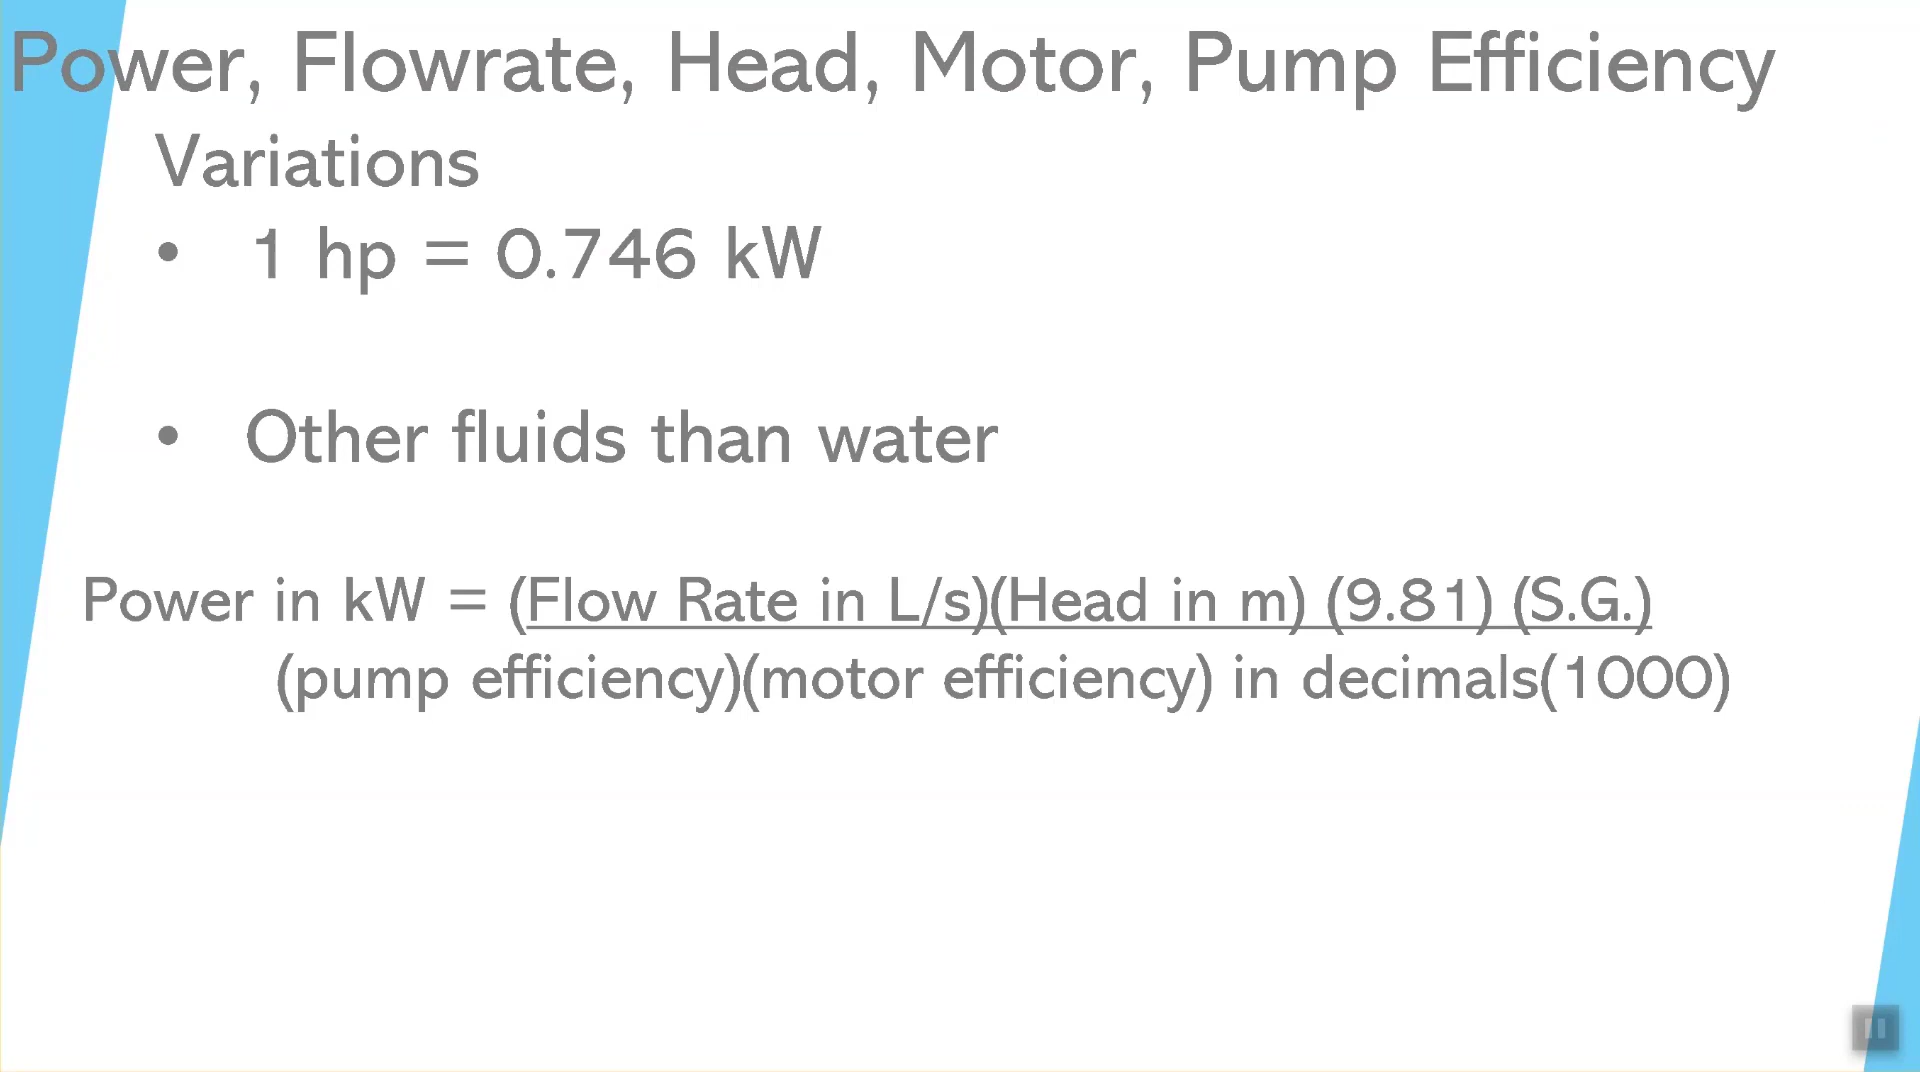 Power, Flowrate, Head, Motor, Pump Efficiency
Variations
• 1 hp = 0.746 kW
• Other fluids than water
Power in kW = (Flow Rate in L/s)(Head in m) (9.81) (S.G.)
(pump efficiency)(motor efficiency) in decimals(1000)